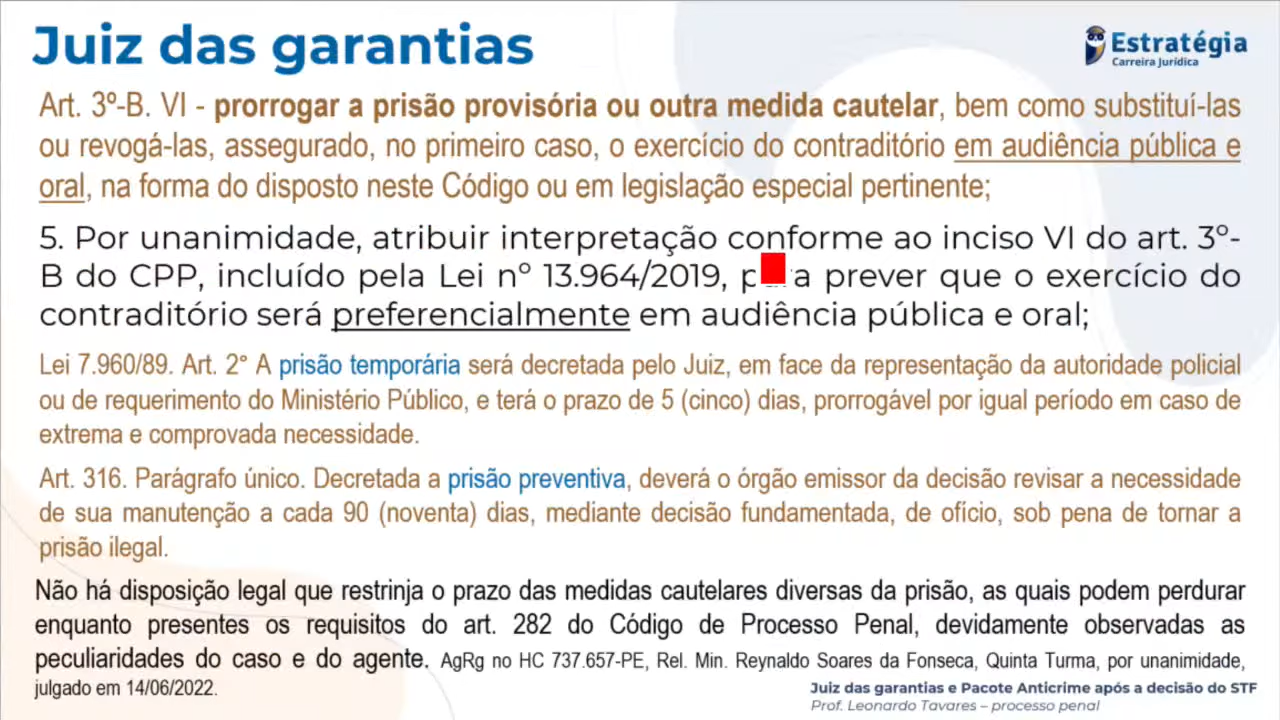 Juiz das garantias
Estratégia
Carreira Jurídica
Art. 3º-B. VI - prorrogar a prisão provisória ou outra medida cautelar, bem como substituí-las
ou revogá-las, assegurado, no primeiro caso, o exercício do contraditório em audiência pública e
oral, na forma do disposto neste Código ou em legislação especial pertinente;
5. Por unanimidade, atribuir interpretação conforme ao inciso VI do art. 3º-
B do CPP, incluído pela Lei nº 13.964/2019, prever que o exercício do
contraditório será preferencialmente em audiência pública e oral;
Lei 7.960/89. Art. 2° A prisão temporária será decretada pelo Juiz, em face da representação da autoridade policial
ou de requerimento do Ministério Público, e terá o prazo de 5 (cinco) dias, prorrogável por igual período em caso de
extrema e comprovada necessidade.
Art. 316. Parágrafo único. Decretada a prisão preventiva, deverá o órgão emissor da decisão revisar a necessidade
de sua manutenção a cada 90 (noventa) dias, mediante decisão fundamentada, de ofício, sob pena de tornar a
prisão ilegal.
Não há disposição legal que restrinja o prazo das medidas cautelares diversas da prisão, as quais podem perdurar
enquanto presentes os requisitos do art. 282 do Código de Processo Penal, devidamente observadas as
peculiaridades do caso e do agente. AgRg no HC 737.657-PE, Rel. Min. Reynaldo Soares da Fonseca, Quinta Turma, por unanimidade,
julgado em 14/06/2022.
Juiz das garantias e Pacote Anticrime após a decisão do STF
Prof. Leonardo Tavares – processo penal